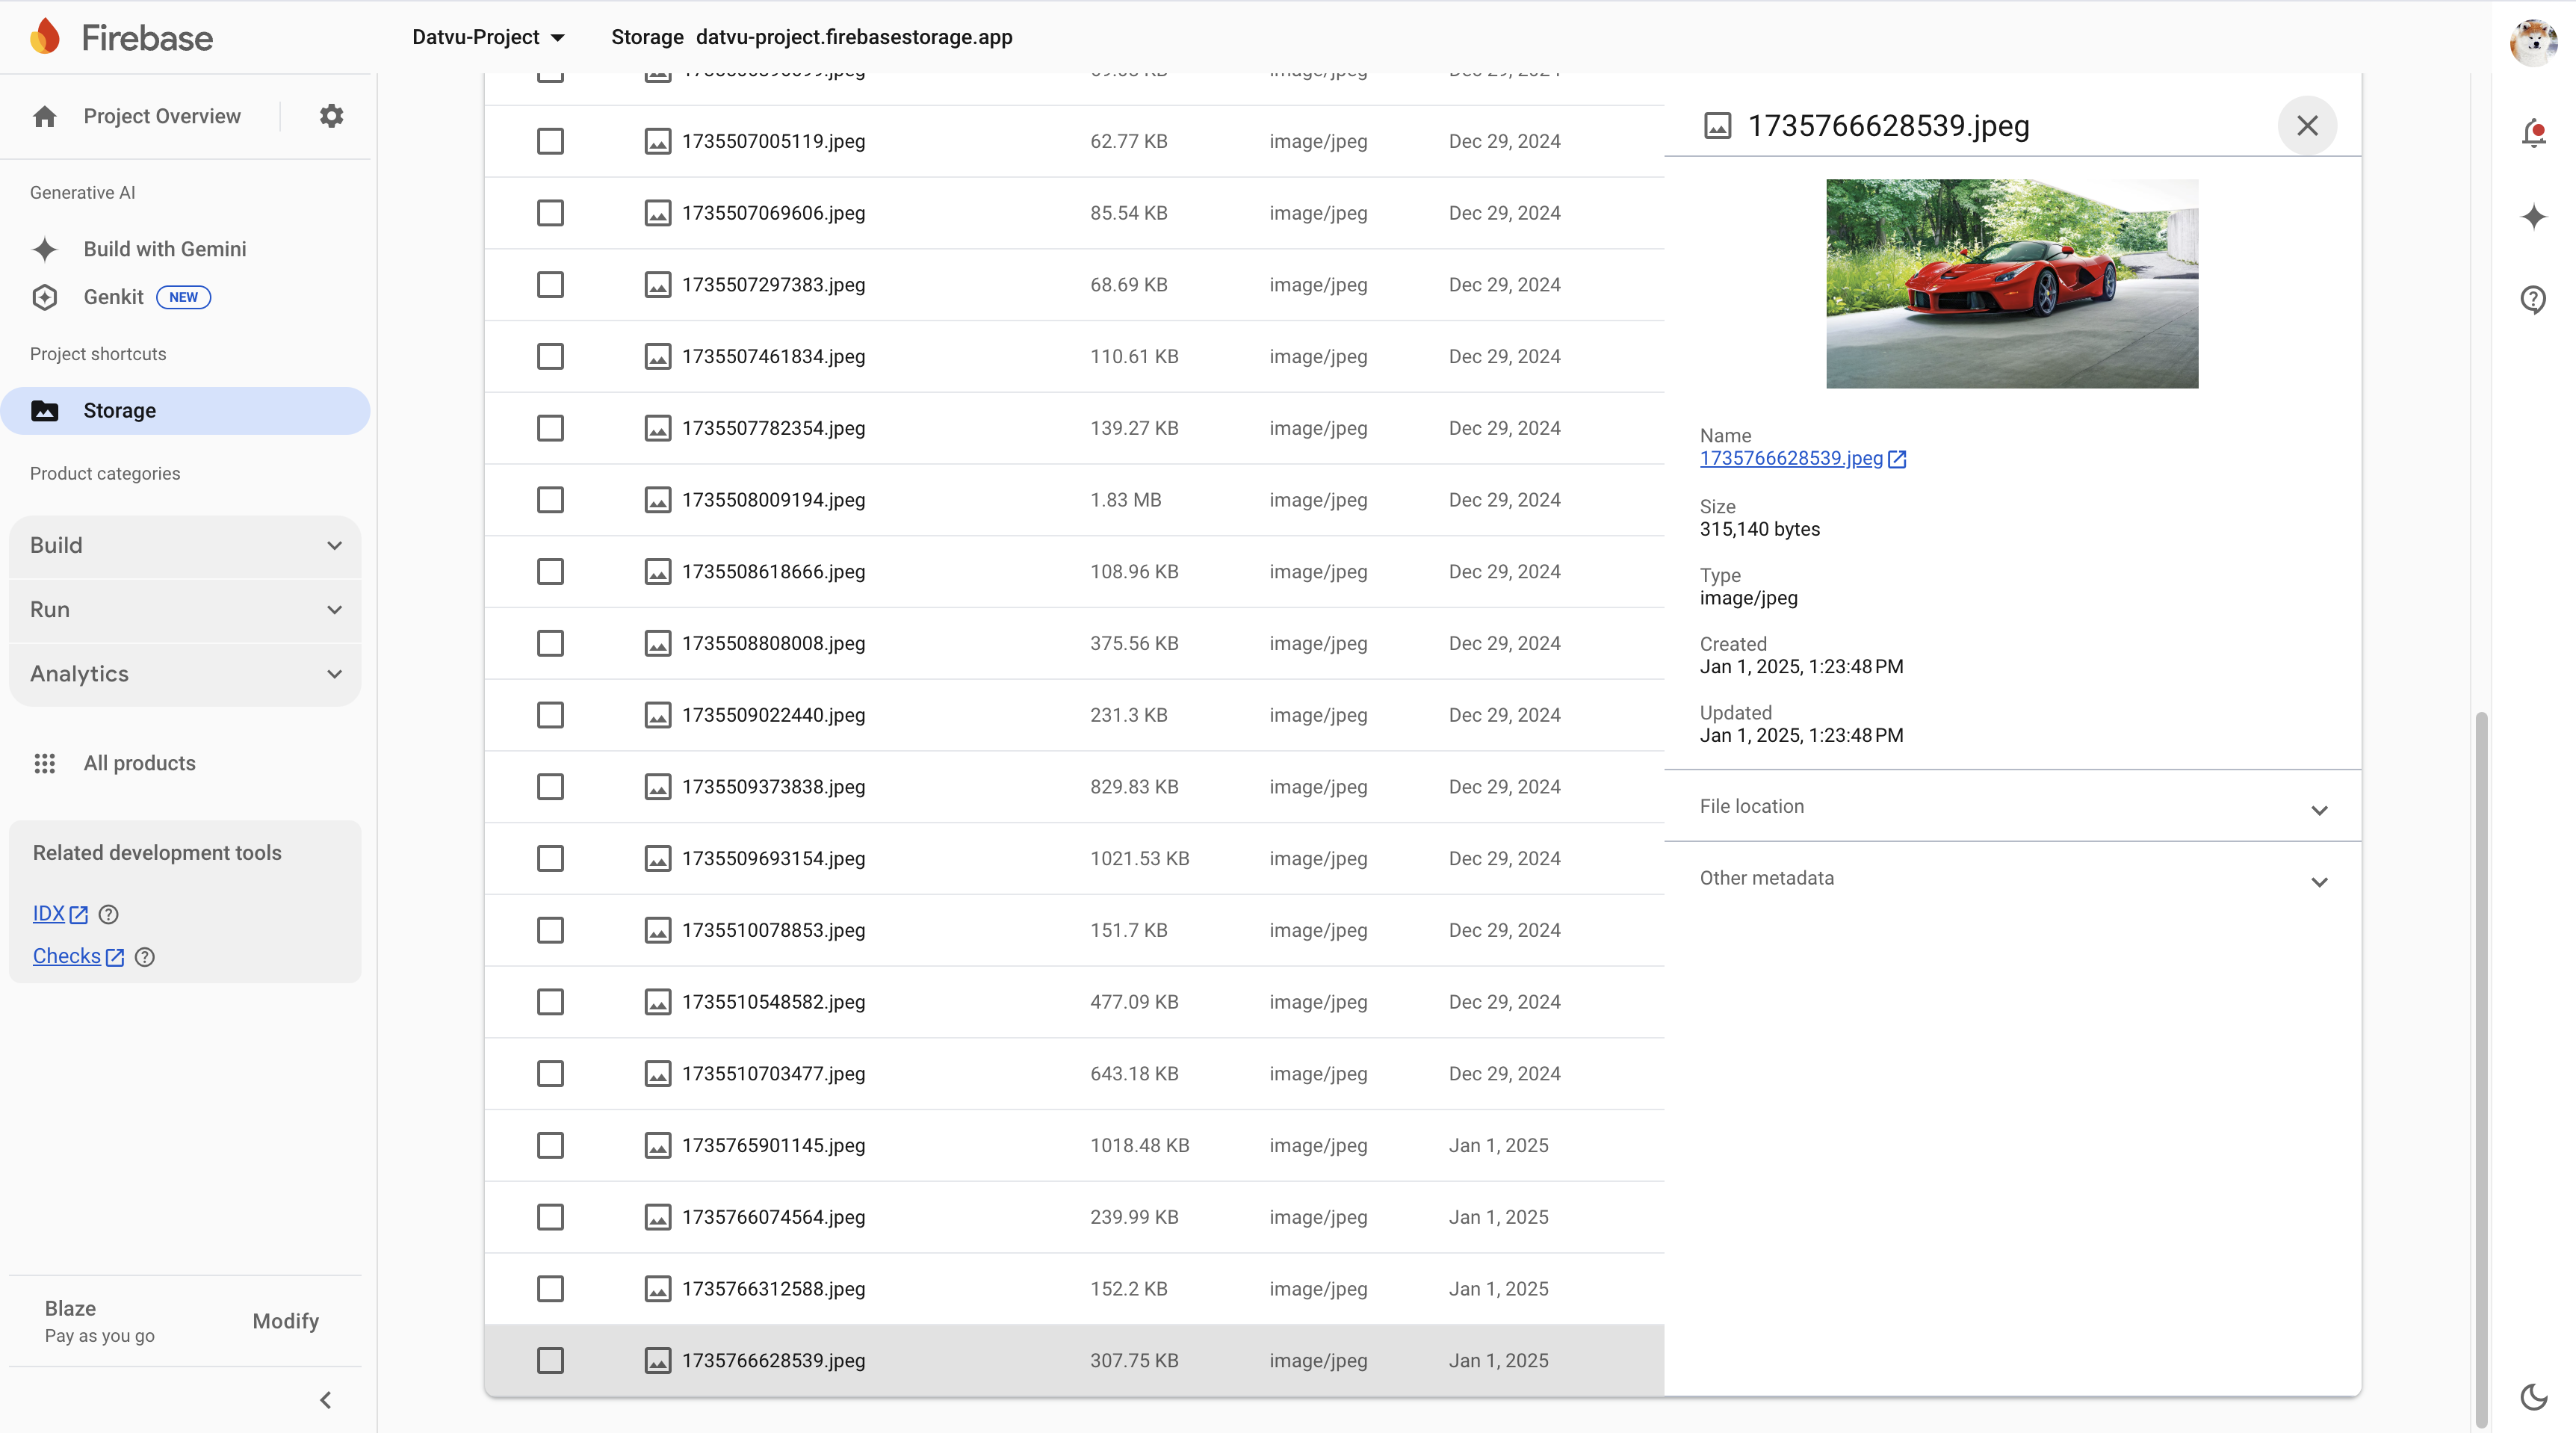 Firebase
Datvu-Project
Storage datvu-project.firebasestorage.app
Project Overview
Generative AI
Build with Gemini
Genkit NEW
Project shortcuts
Storage
Product categories
Build
Run
Analytics
All products
Related development tools
IDX
Checks
Blaze
Pay as you go
Modify
1735507005119.jpeg 62.77 KB image/jpeg Dec 29, 2024
1735507069606.jpeg 85.54 KB image/jpeg Dec 29, 2024
1735507297383.jpeg 68.69 KB image/jpeg Dec 29, 2024
1735507461834.jpeg 110.61 KB image/jpeg Dec 29, 2024
1735507782354.jpeg 139.27 KB image/jpeg Dec 29, 2024
1735508009194.jpeg 1.83 MB image/jpeg Dec 29, 2024
1735508618666.jpeg 108.96 KB image/jpeg Dec 29, 2024
1735508808008.jpeg 375.56 KB image/jpeg Dec 29, 2024
1735509022440.jpeg 231.3 KB image/jpeg Dec 29, 2024
1735509373838.jpeg 829.83 KB image/jpeg Dec 29, 2024
1735509693154.jpeg 1021.53 KB image/jpeg Dec 29, 2024
1735510078853.jpeg 151.7 KB image/jpeg Dec 29, 2024
1735510548582.jpeg 477.09 KB image/jpeg Dec 29, 2024
1735510703477.jpeg 643.18 KB image/jpeg Dec 29, 2024
1735765901145.jpeg 1018.48 KB image/jpeg Jan 1, 2025
1735766074564.jpeg 239.99 KB image/jpeg Jan 1, 2025
1735766312588.jpeg 152.2 KB image/jpeg Jan 1, 2025
1735766628539.jpeg 307.75 KB image/jpeg Jan 1, 2025
1735766628539.jpeg
Name
1735766628539.jpeg
Size
315,140 bytes
Type
image/jpeg
Created
Jan 1, 2025, 1:23:48 PM
Updated
Jan 1, 2025, 1:23:48 PM
File location
Other metadata